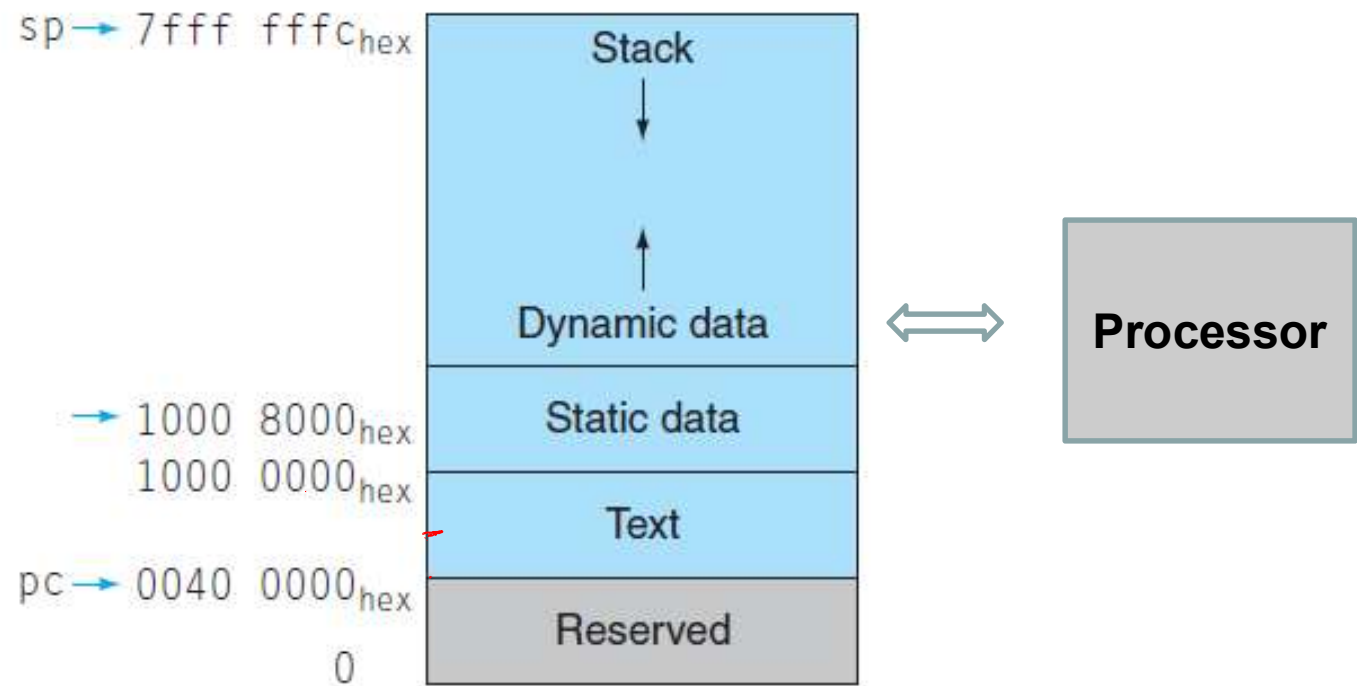 sp→ 7fff fffchex
Stack
Dynamic data
Processor
→ 1000 8000hex
Static data
1000 0000hex
Text
pc→ 0040 0000hex
Reserved
0